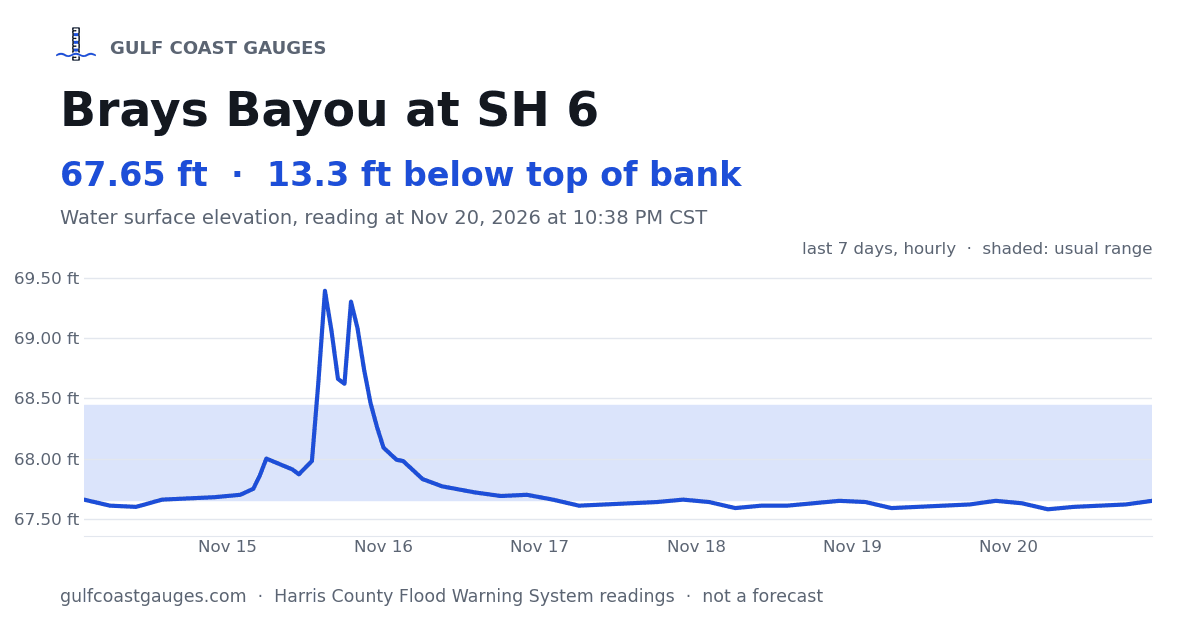 GULF COAST GAUGES
Brays Bayou at SH 6
67.65 ft · 13.3 ft below top of bank
Water surface elevation, reading at Nov 20, 2026 at 10:38 PM CST
last 7 days, hourly · shaded: usual range
69.50 ft
69.00 ft
68.50 ft
68.00 ft
67.50 ft
Nov 15 Nov 16 Nov 17 Nov 18 Nov 19 Nov 20
gulfcoastgauges.com · Harris County Flood Warning System readings · not a forecast